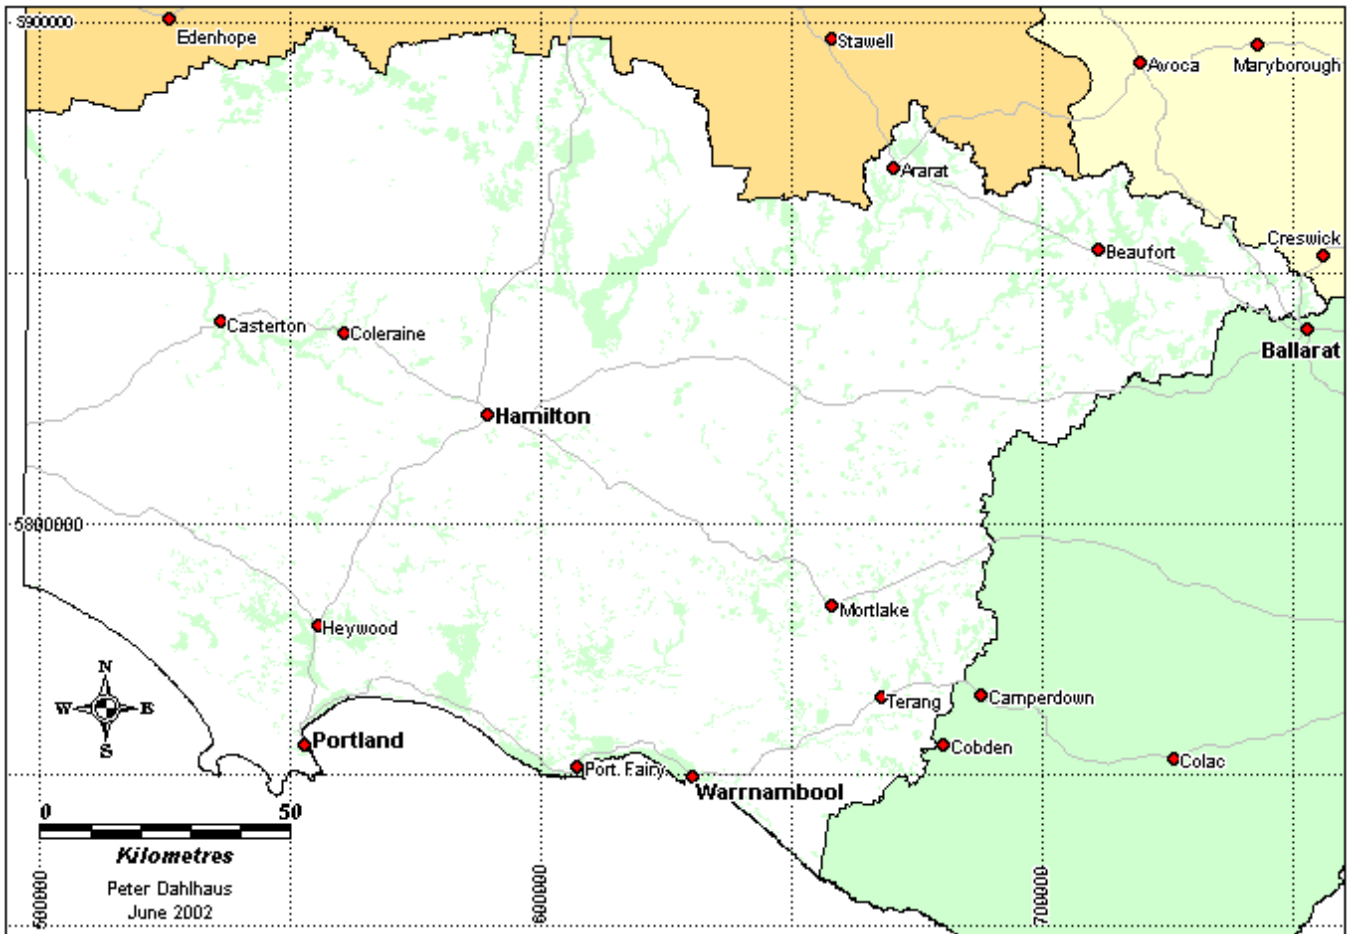 5900000
Edenhope
Stawell
Avoca
Maryborough
Ararat
Creswick
Beaufort
Casterton
Coleraine
Ballarat
Hamilton
5800000
Mortlake
Heywood
N
W
E
S
Terang
Camperdown
Portland
Cobden
Colac
Port Fairy
Warrnambool
0
50
Kilometres
Peter Dahlhaus
June 2002
500000
600000
700000